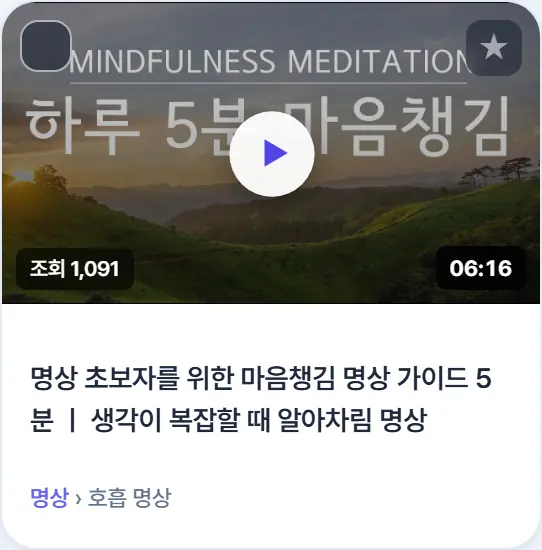 MINDFULNESS MEDITATION
하루 5분 마음챙김
조회 1,091
06:16
명상 초보자를 위한 마음챙김 명상 가이드 5
분 ㅣ 생각이 복잡할 때 알아차림 명상
명상 › 호흡 명상